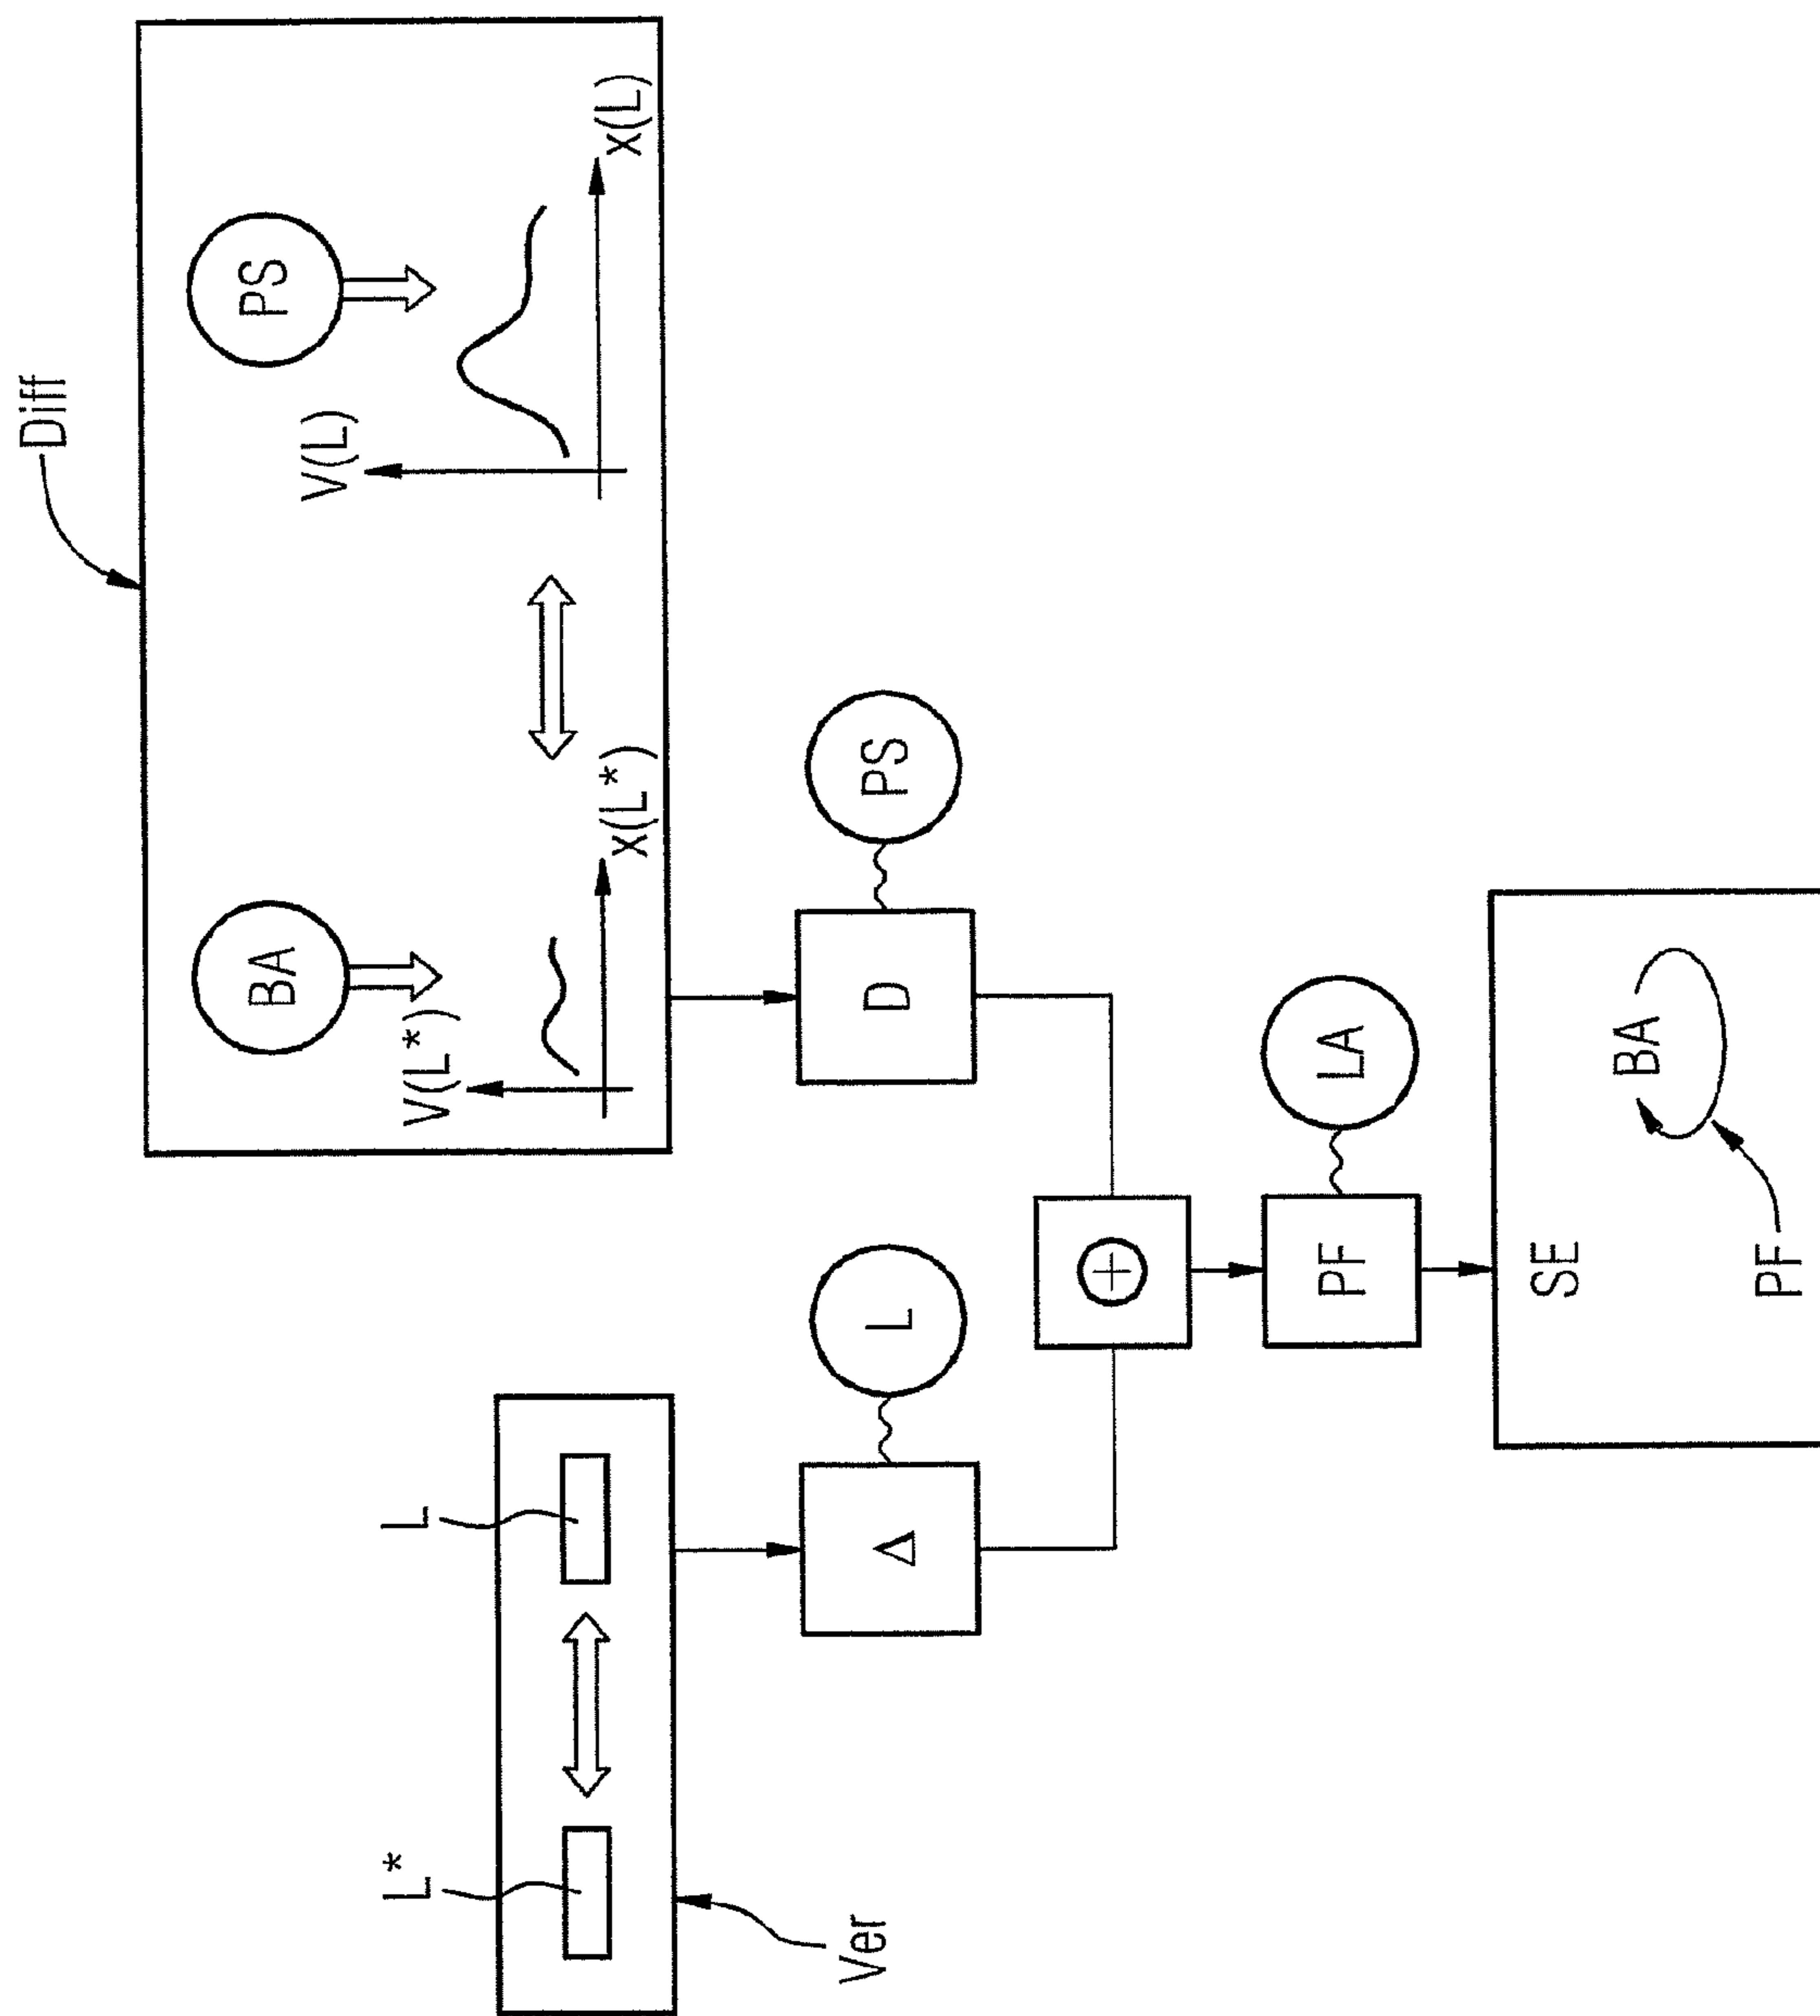 Diff
BA
PS
V(L)
L*
L
V(L*)
x(L*)
x(L)
Ver
Δ
L
D
PS
+
PF
LA
SE
BA
PF